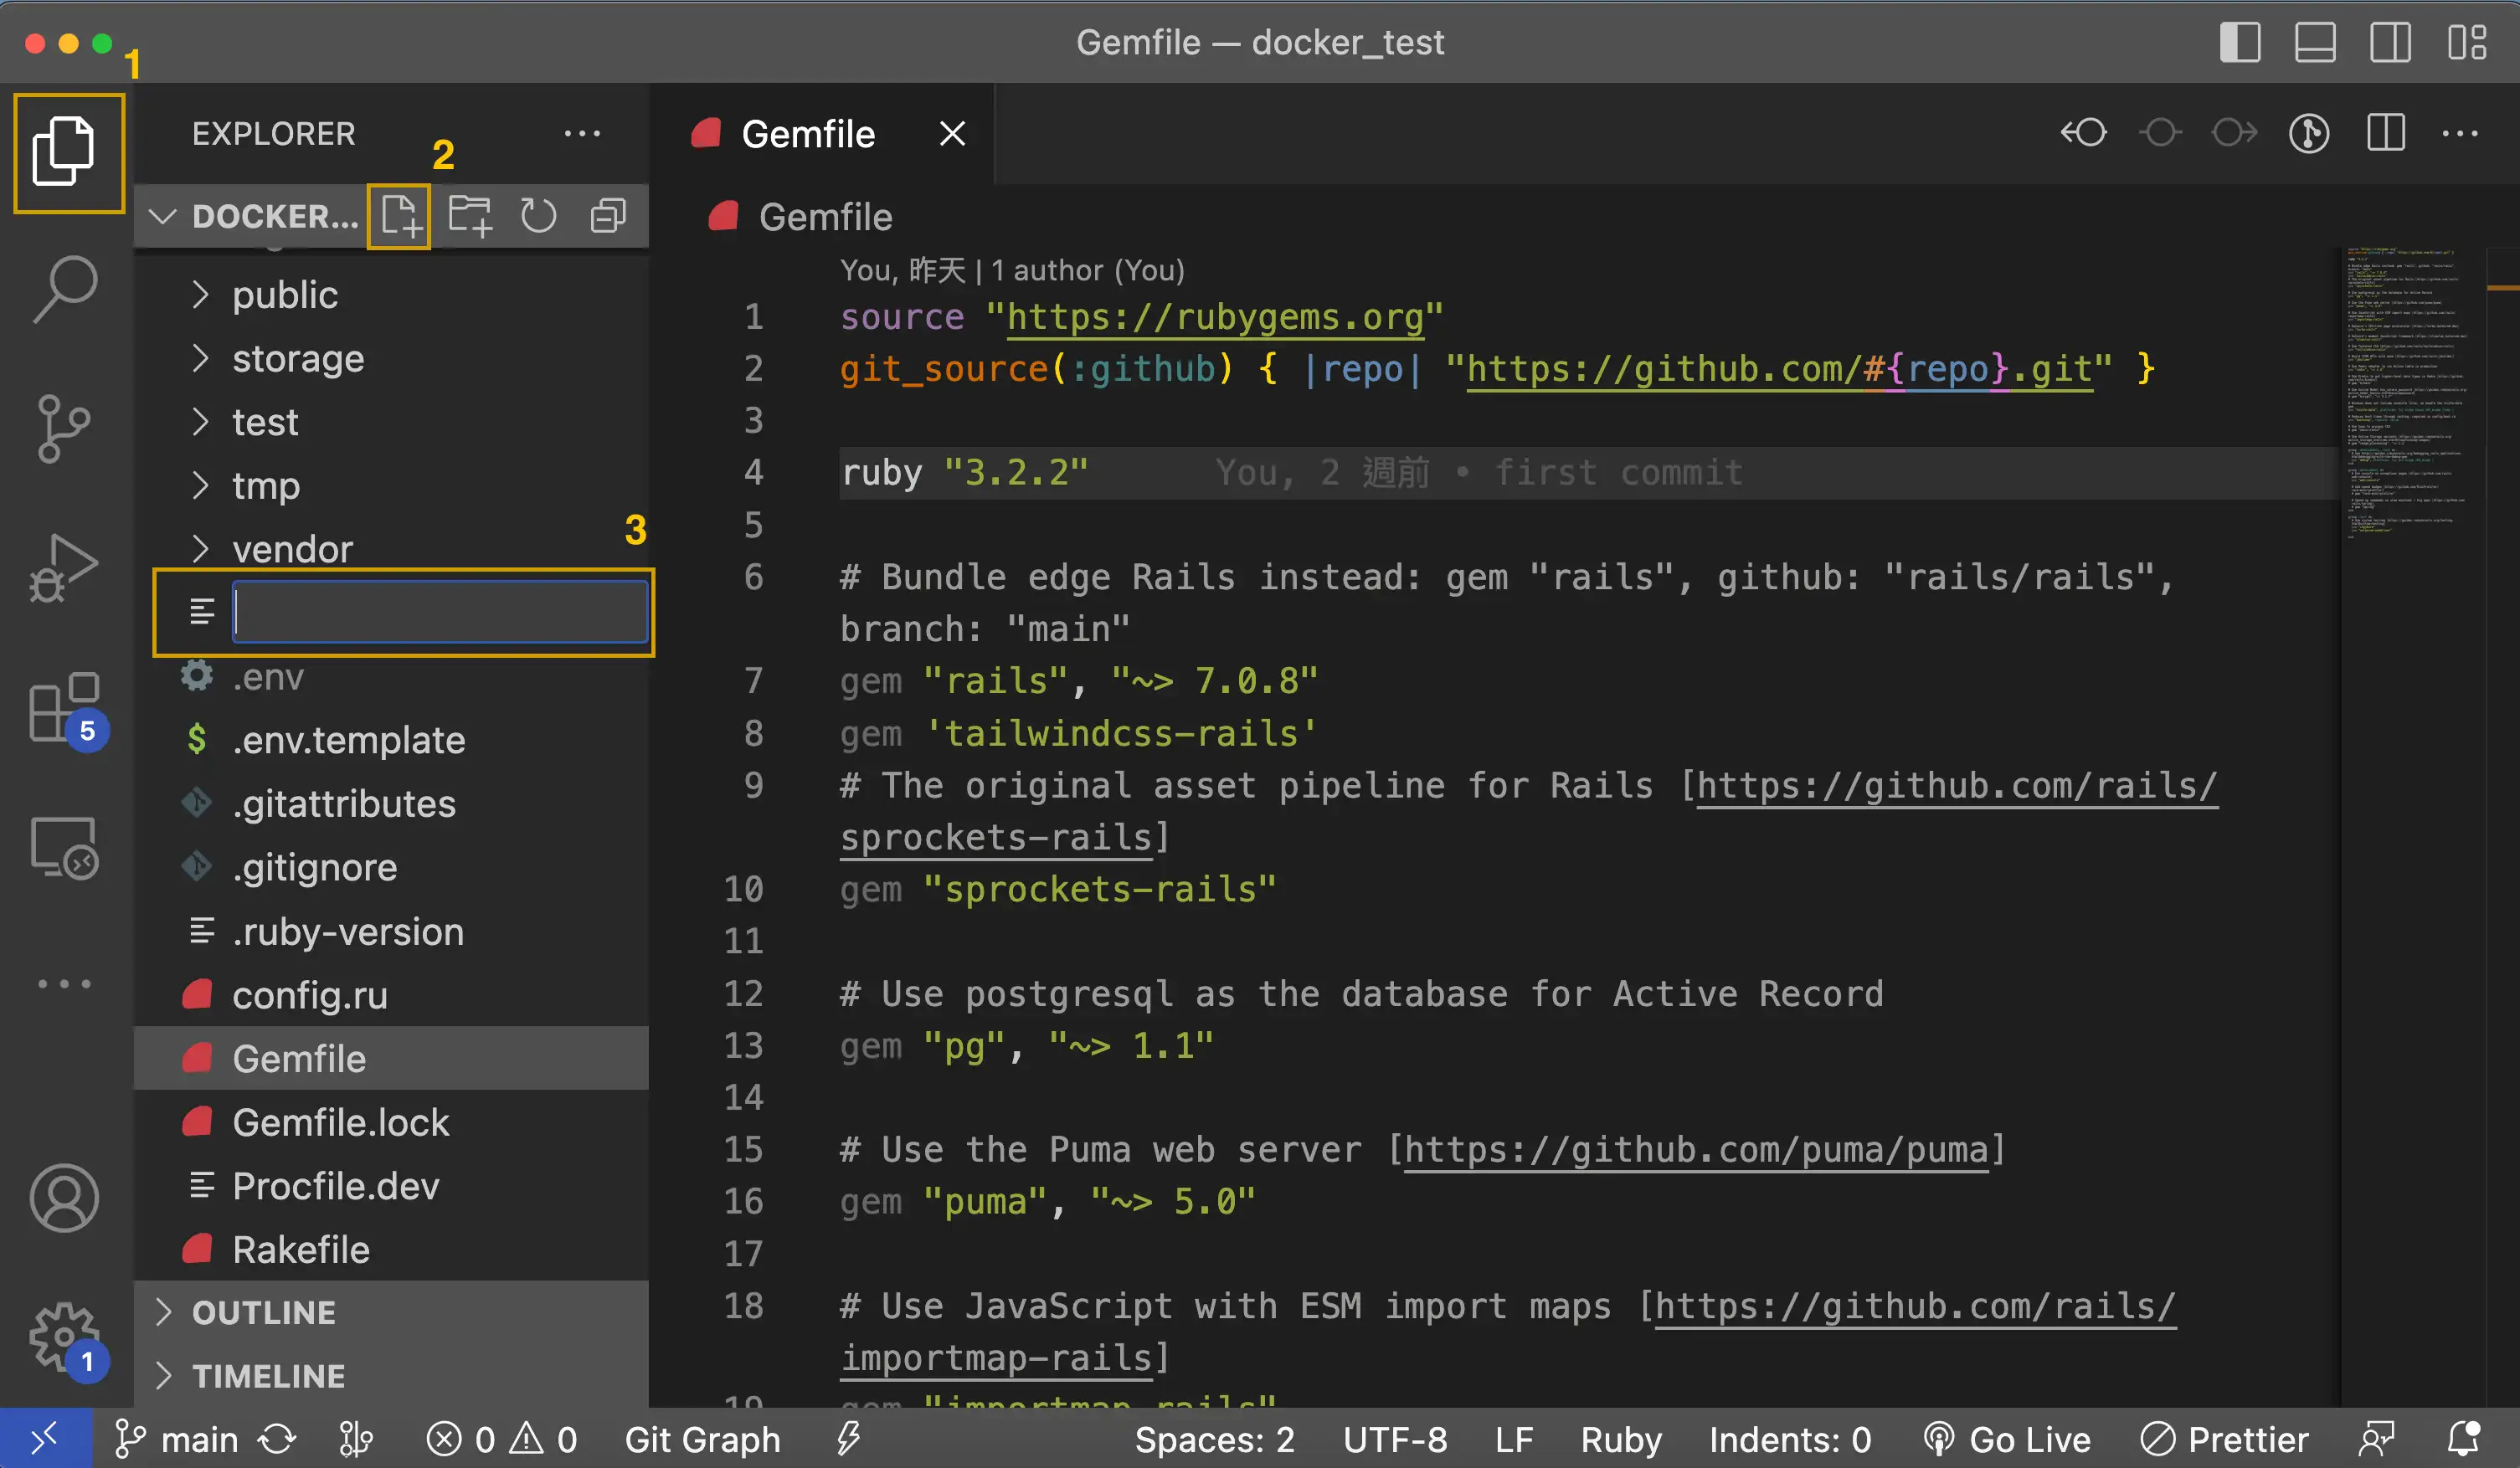 Gemfile — docker_test
1
EXPLORER
2
DOCKER...
public
storage
test
tmp
vendor
3
.env
.env.template
.gitattributes
.gitignore
.ruby-version
config.ru
Gemfile
Gemfile.lock
Procfile.dev
Rakefile
OUTLINE
TIMELINE
5
1
Gemfile
Gemfile
You, 昨天 | 1 author (You)
1 source "https://rubygems.org"
2 git_source(:github) { |repo| "https://github.com/#{repo}.git" }
3
4 ruby "3.2.2" You, 2 週前 • first commit
5
6 # Bundle edge Rails instead: gem "rails", github: "rails/rails",
branch: "main"
7 gem "rails", "~> 7.0.8"
8 gem 'tailwindcss-rails'
9 # The original asset pipeline for Rails [https://github.com/rails/
sprockets-rails]
10 gem "sprockets-rails"
11
12 # Use postgresql as the database for Active Record
13 gem "pg", "~> 1.1"
14
15 # Use the Puma web server [https://github.com/puma/puma]
16 gem "puma", "~> 5.0"
17
18 # Use JavaScript with ESM import maps [https://github.com/rails/
importmap-rails]
19 gem "importmap-rails"
main 0 0 Git Graph Spaces: 2 UTF-8 LF Ruby Indents: 0 Go Live Prettier